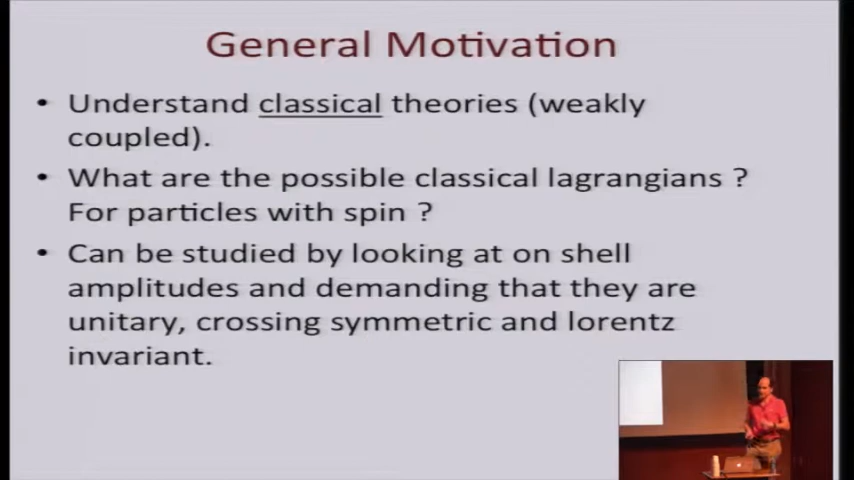 General Motivation
• Understand classical theories (weakly
coupled).
• What are the possible classical lagrangians ?
For particles with spin ?
• Can be studied by looking at on shell
amplitudes and demanding that they are
unitary, crossing symmetric and lorentz
invariant.